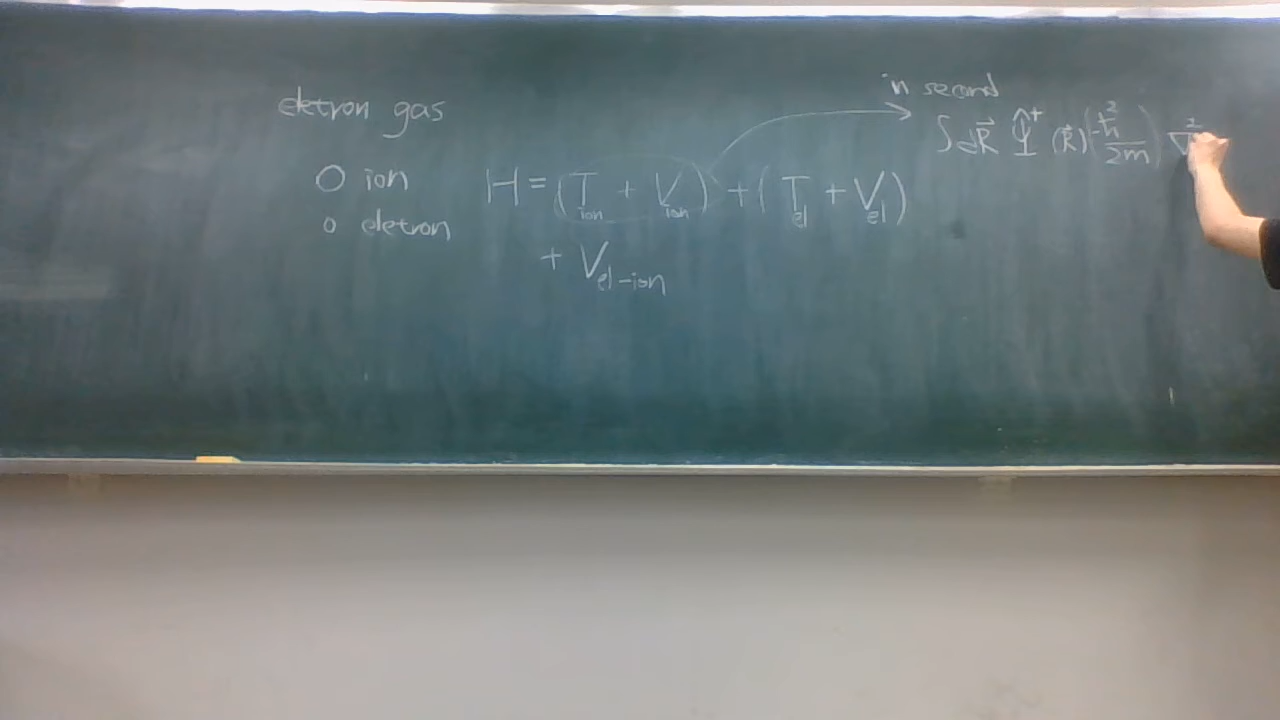 eletron gas
O ion
o eletron
H = (T_ion + V_ion) + (T_el + V_el)
+ V_el-ion
in second
∫ dR⃗ Ψ̂† (R⃗) (-ħ²/2m) ∇²